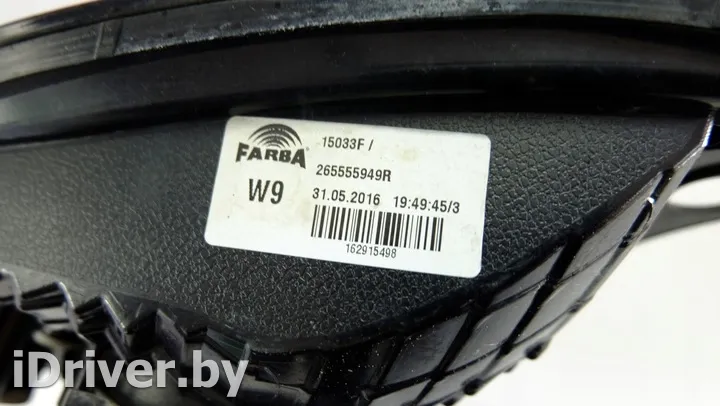 FARBA
15033F /
265555949R
W9
31.05.2016 19:49:45/3
162915498
iDriver.by